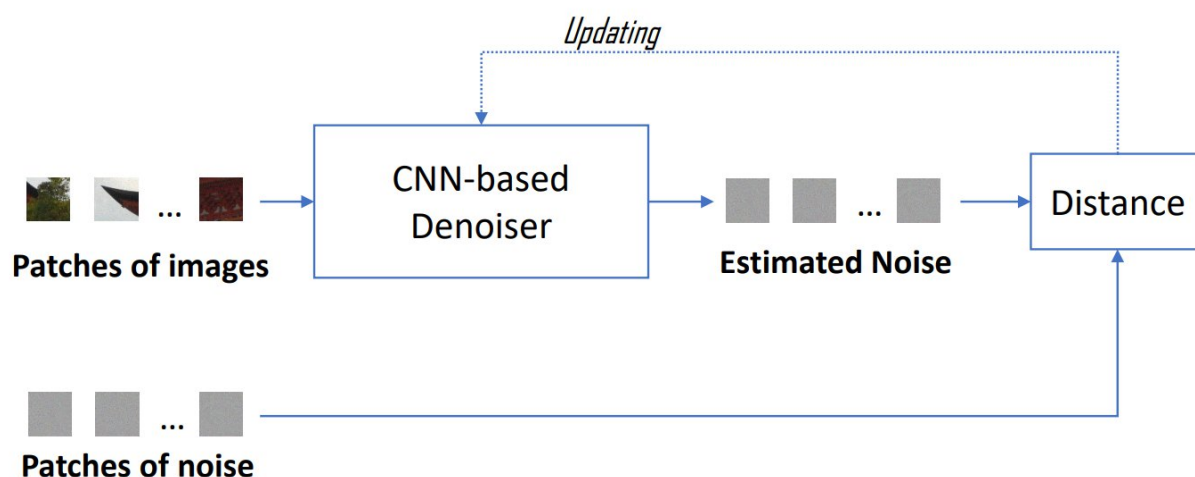 Updating
CNN-based
Denoiser
...
...
Distance
Patches of images
Estimated Noise
...
Patches of noise